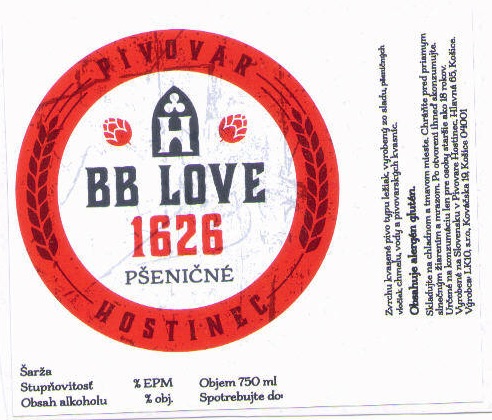 PIVOVAR
BB LOVE
1626
PŠENIČNÉ
HOSTINEC
Šarža
Stupňovitosť % EPM Objem 750 ml
Obsah alkoholu % obj. Spotrebujte do:
Zvrchu kvasené pivo typu ležiak, vyrobený zo sladu, pšeničných
vločiek, chmeľu, vody a pivovarských kvasníc.
Obsahuje alergén glutén.
Skladujte na chladnom a tmavom mieste. Chráňte pred priamym
slnečným žiarením a mrazom. Po otvorení ihneď skonzumujte.
Určené na konzumáciu len pre osoby staršie ako 18 rokov.
Vyrobené na Slovensku v Pivovare Hostinec, Hlavná 65, Košice.
Výrobca: LK10, s.r.o., Kováčska 19, Košice 04001